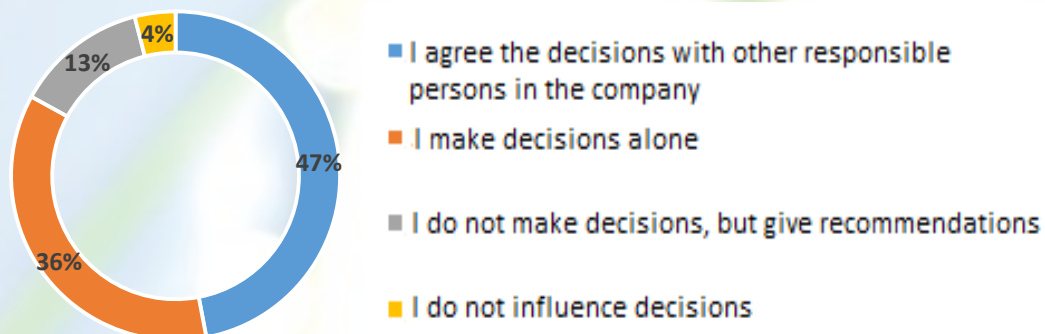 4%
13%
47%
36%
I agree the decisions with other responsible
persons in the company
I make decisions alone
I do not make decisions, but give recommendations
I do not influence decisions